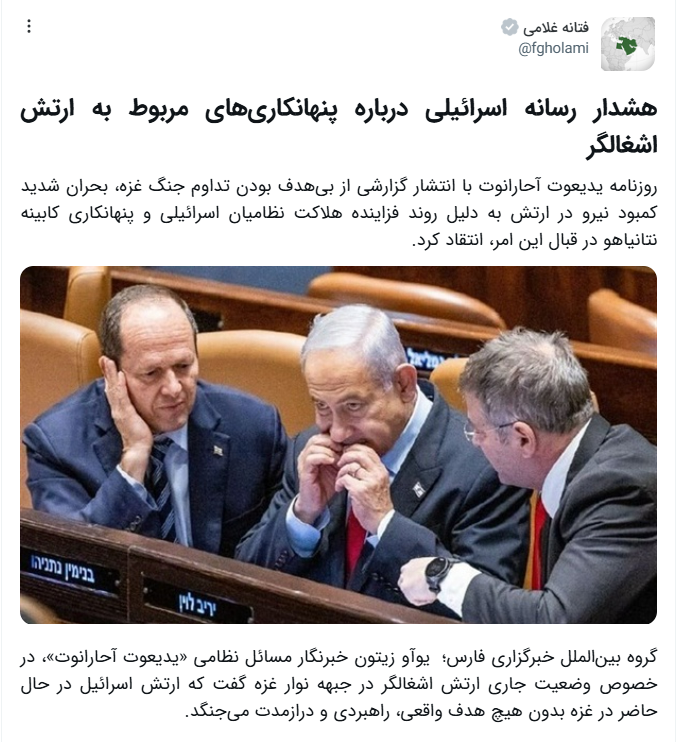 فتانه غلامی
@fgholami
هشدار رسانه اسرائیلی درباره پنهانکاری‌های مربوط به ارتش
اشغالگر
روزنامه یدیعوت آحارانوت با انتشار گزارشی از بی‌هدف بودن تداوم جنگ غزه، بحران شدید
کمبود نیرو در ارتش به دلیل روند فزاینده هلاکت نظامیان اسرائیلی و پنهانکاری کابینه
نتانیاهو در قبال این امر، انتقاد کرد.
בנימין נתניהו
יריב לוין
گروه بین‌الملل خبرگزاری فارس؛ یوآو زیتون خبرنگار مسائل نظامی «یدیعوت آحارانوت»، در
خصوص وضعیت جاری ارتش اشغالگر در جبهه نوار غزه گفت که ارتش اسرائیل در حال
حاضر در غزه بدون هیچ هدف واقعی، راهبردی و درازمدت می‌جنگد.